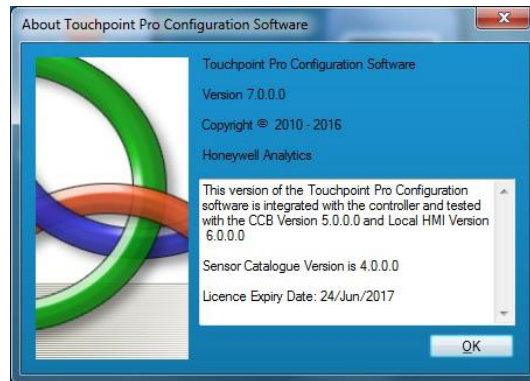 About Touchpoint Pro Configuration Software
Touchpoint Pro Configuration Software
Version 7.0.0.0
Copyright © 2010 - 2016
Honeywell Analytics
This version of the Touchpoint Pro Configuration
software is integrated with the controller and tested
with the CCB Version 5.0.0.0 and Local HMI Version
6.0.0.0
Sensor Catalogue Version is 4.0.0.0
Licence Expiry Date: 24/Jun/2017
OK